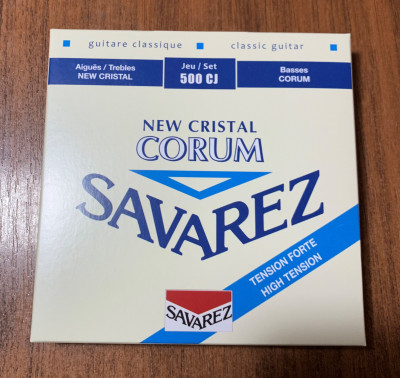 guitare classique classic guitar
Aiguës / Trebles
NEW CRISTAL
Jeu / Set
500 CJ
Basses
CORUM
NEW CRISTAL
CORUM
SAVAREZ
TENSION FORTE
HIGH TENSION
SAVAREZ